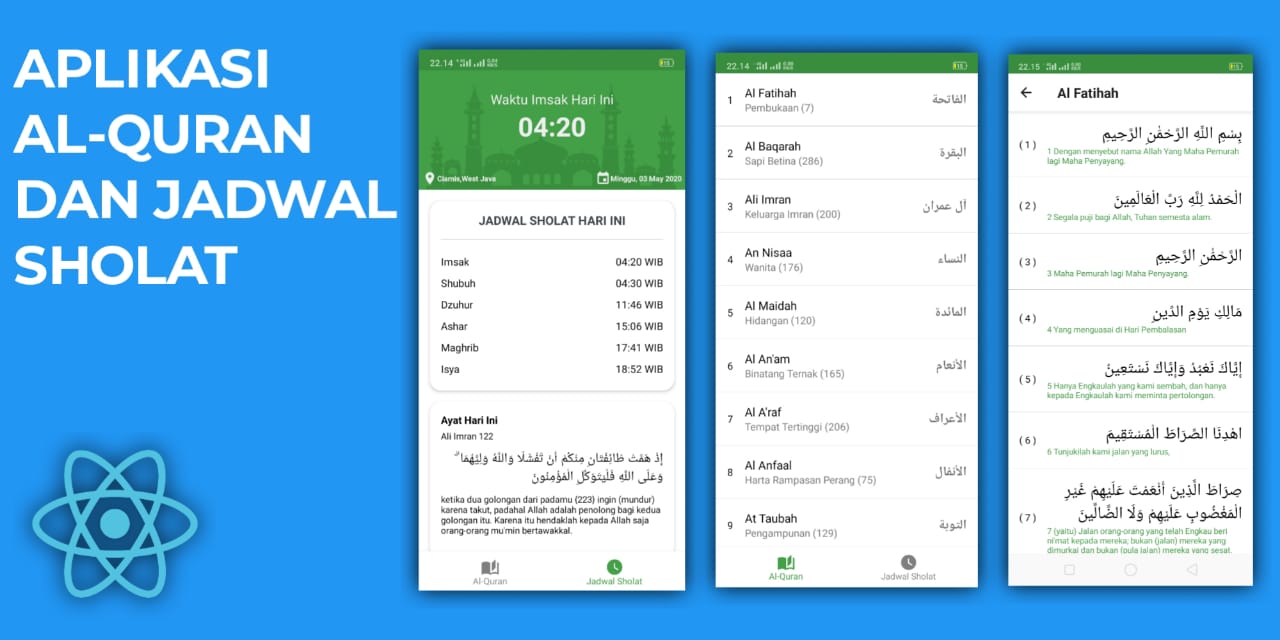 APLIKASI
AL-QURAN
DAN JADWAL
SHOLAT
22.14
Waktu Imsak Hari Ini
04:20
Ciamis,West Java
Minggu, 03 May 2020
JADWAL SHOLAT HARI INI
Imsak 04:20 WIB
Shubuh 04:30 WIB
Dzuhur 11:46 WIB
Ashar 15:06 WIB
Maghrib 17:41 WIB
Isya 18:52 WIB
Ayat Hari Ini
Ali Imran 122
إِذْ هَمَّتْ طَائِفَتَانِ مِنْكُمْ أَنْ تَفْشَلَا وَاللَّهُ وَلِيُّهُمَا ۗ
وَعَلَى اللَّهِ فَلْيَتَوَكَّلِ الْمُؤْمِنُونَ
ketika dua golongan dari padamu {223} ingin (mundur)
karena takut, padahal Allah adalah penolong bagi kedua
golongan itu. Karena itu hendaklah kepada Allah saja
orang-orang mu'min bertawakkal.
Al-Quran
Jadwal Sholat
22.14
1 Al Fatihah الفاتحة
Pembukaan (7)
2 Al Baqarah البقرة
Sapi Betina (286)
3 Ali Imran آل عمران
Keluarga Imran (200)
4 An Nisaa النساء
Wanita (176)
5 Al Maidah المائدة
Hidangan (120)
6 Al An'am الأنعام
Binatang Ternak (165)
7 Al A'raf الأعراف
Tempat Tertinggi (206)
8 Al Anfaal الأنفال
Harta Rampasan Perang (75)
9 At Taubah التوبة
Pengampunan (129)
Al-Quran
Jadwal Sholat
22.15
Al Fatihah
(1) بِسْمِ اللَّهِ الرَّحْمَٰنِ الرَّحِيمِ
1 Dengan menyebut nama Allah Yang Maha Pemurah
lagi Maha Penyayang.
(2) الْحَمْدُ لِلَّهِ رَبِّ الْعَالَمِينَ
2 Segala puji bagi Allah, Tuhan semesta alam.
(3) الرَّحْمَٰنِ الرَّحِيمِ
3 Maha Pemurah lagi Maha Penyayang.
(4) مَالِكِ يَوْمِ الدِّينِ
4 Yang menguasai di Hari Pembalasan
(5) إِيَّاكَ نَعْبُدُ وَإِيَّاكَ نَسْتَعِينُ
5 Hanya Engkaulah yang kami sembah, dan hanya
kepada Engkaulah kami meminta pertolongan.
(6) اهْدِنَا الصِّرَاطَ الْمُسْتَقِيمَ
6 Tunjukilah kami jalan yang lurus,
(7) صِرَاطَ الَّذِينَ أَنْعَمْتَ عَلَيْهِمْ غَيْرِ
الْمَغْضُوبِ عَلَيْهِمْ وَلَا الضَّالِّينَ
7 (yaitu) Jalan orang-orang yang telah Engkau beri
ni'mat kepada mereka; bukan (jalan) mereka yang
dimurkai dan bukan (pula jalan) mereka yang sesat.